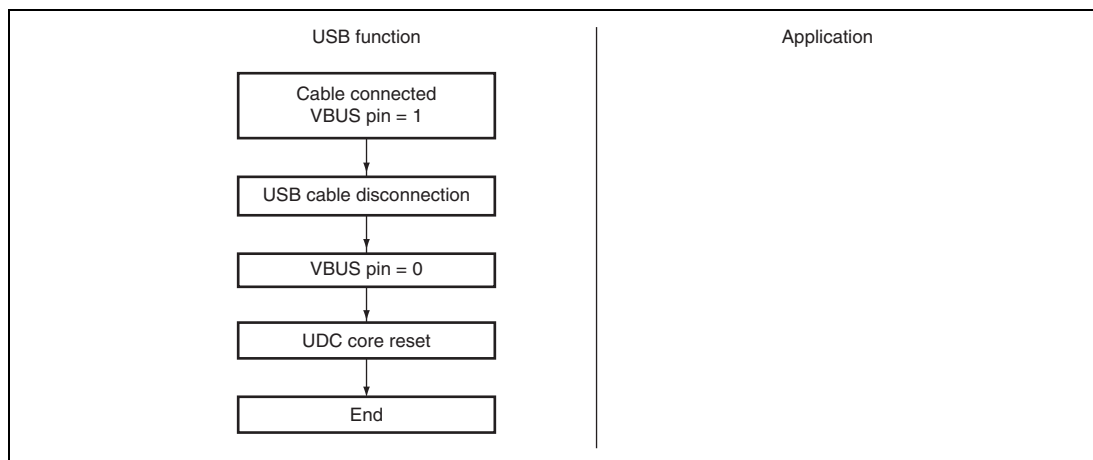 USB function
Application
Cable connected
VBUS pin = 1
USB cable disconnection
VBUS pin = 0
UDC core reset
End